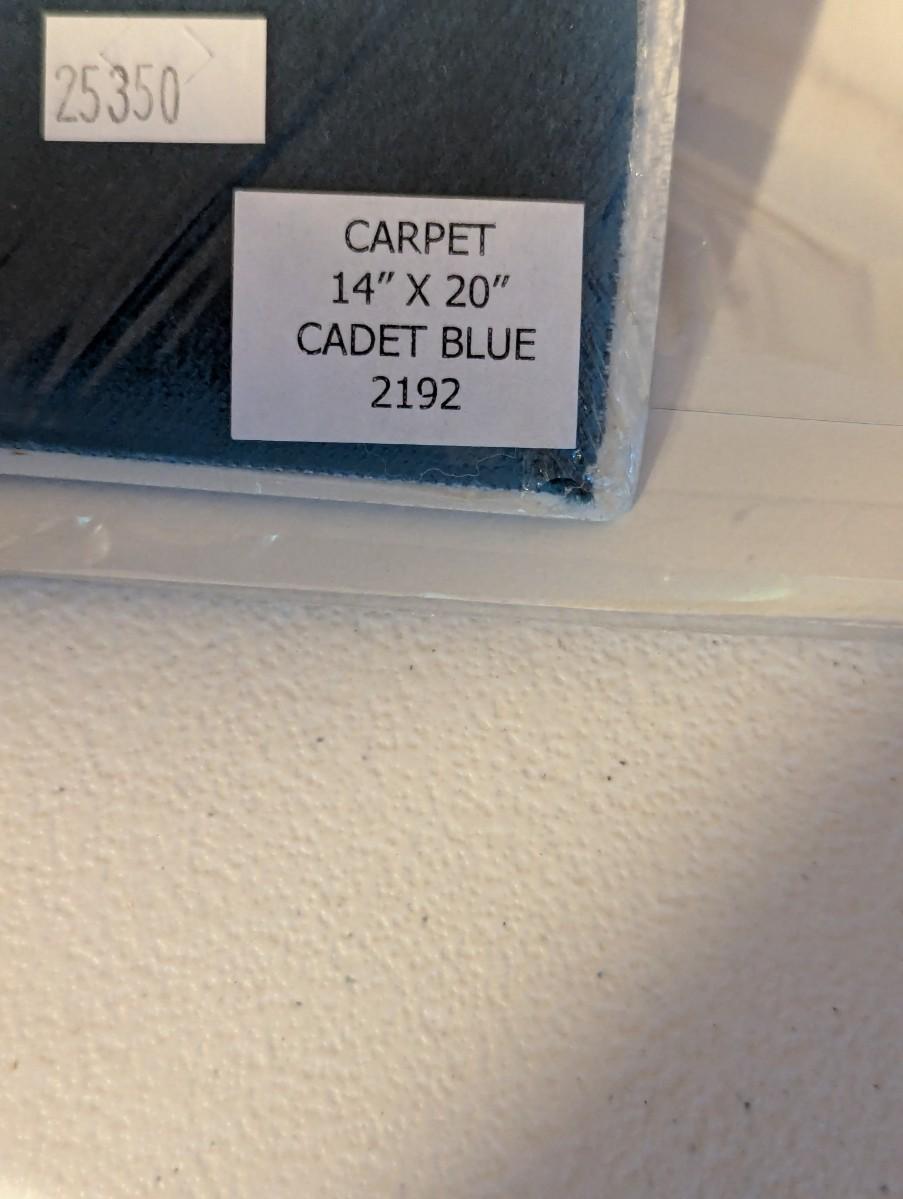 25350
CARPET
14” X 20”
CADET BLUE
2192